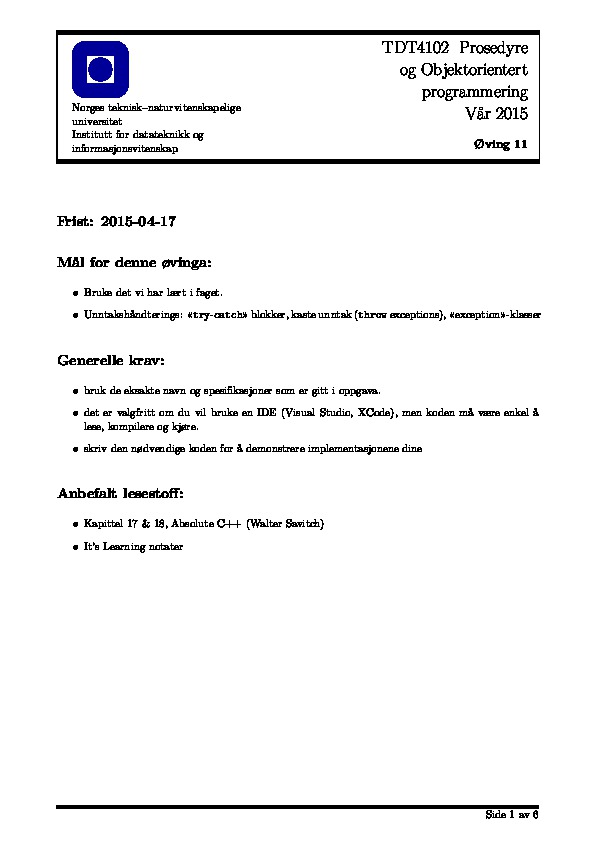 TDT4102 Prosedyre
og Objektorientert
programmering
Vår 2015
Øving 11
Norges teknisk–naturvitenskapelige
universitet
Institutt for datateknikk og
informasjonsvitenskap
Frist: 2015-04-17
Mål for denne øvinga:
• Bruke det vi har lært i faget.
• Unntakshåndterings: «try-catch» blokker, kaste unntak (throw exceptions), «exception»-klasser
Generelle krav:
• bruk de eksakte navn og spesifikasjoner som er gitt i oppgava.
• det er valgfritt om du vil bruke en IDE (Visual Studio, XCode), men koden må være enkel å
lese, kompilere og kjøre.
• skriv den nødvendige koden for å demonstrere implementasjonene dine
Anbefalt lesestoff:
• Kapittel 17 & 18, Absolute C++ (Walter Savitch)
• It's Learning notater
Side 1 av 6